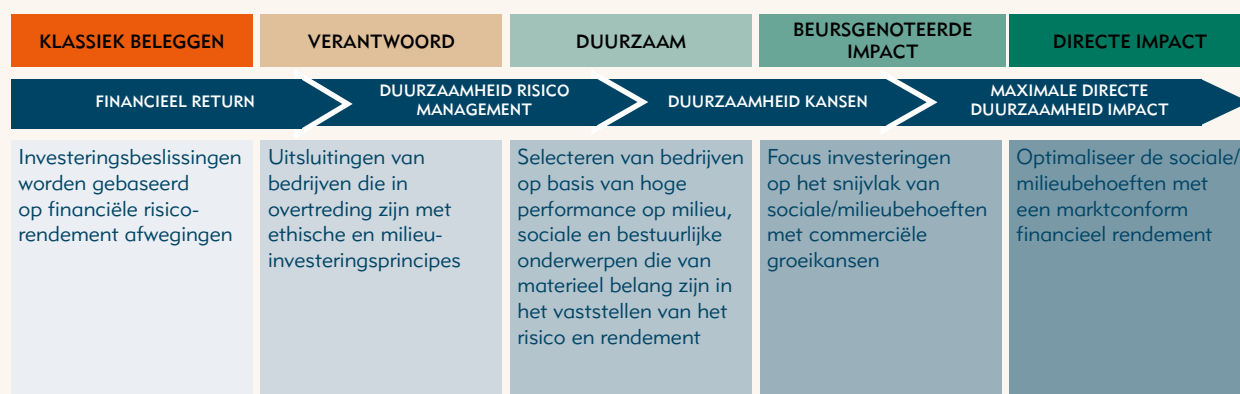 KLASSIEK BELEGGEN
VERANTWOORD
DUURZAAM
BEURSGENOTEERDE
IMPACT
DIRECTE IMPACT
FINANCIEEL RETURN
DUURZAAMHEID RISICO
MANAGEMENT
DUURZAAMHEID KANSEN
MAXIMALE DIRECTE
DUURZAAMHEID IMPACT
Investeringsbeslissingen
worden gebaseerd
op financiële risico-
rendement afwegingen
Uitsluitingen van
bedrijven die in
overtreding zijn met
ethische en milieu-
investeringsprincipes
Selecteren van bedrijven
op basis van hoge
performance op milieu,
sociale en bestuurlijke
onderwerpen die van
materieel belang zijn in
het vaststellen van het
risico en rendement
Focus investeringen
op het snijvlak van
sociale/milieubehoeften
met commerciële
groeikansen
Optimaliseer de sociale/
milieubehoeften met
een marktconform
financieel rendement